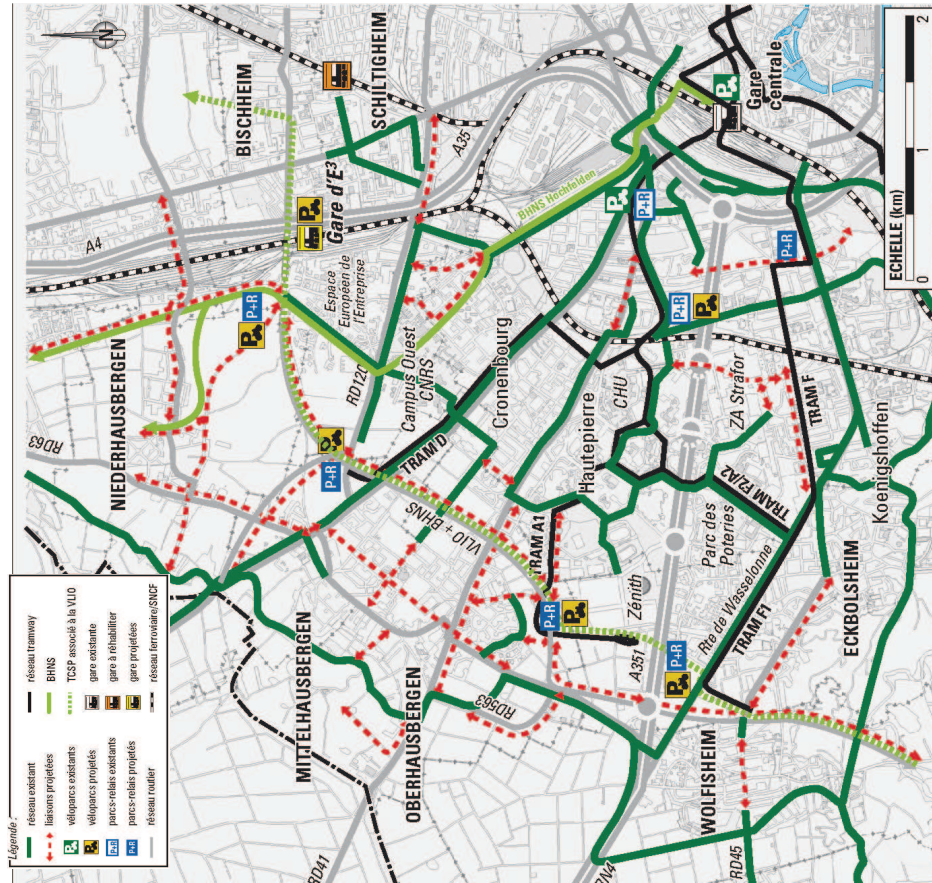 Légende :
réseau existant
liaisons projetées
véloparcs existants
véloparcs projetés
parcs-relais existants
parcs-relais projetés
réseau routier
réseau tramway
BHNS
TCSP associé à la VLIO
gare existante
gare à réhabiliter
gare projetées
réseau ferroviaire/SNCF
N
BISCHHEIM
SCHILTIGHEIM
A4
A35
Gare d'E³
P
Espace
Européen de
l'Entreprise
P+R
P
NIEDERHAUSBERGEN
RD63
RD120
Campus Ouest
CNRS
BHNS Hochfelden
P
Gare
centrale
P
P+R
Cronenbourg
TRAM D
P+R
VLIO + BHNS
MITTELHAUSBERGEN
OBERHAUSBERGEN
RD41
RD563
TRAM A1
Hautepierre
CHU
P+R
P
Zénith
A351
P+R
P
Parc des
Poteries
TRAM F2/A2
ZA Strafor
P+R
P
P+R
TRAM F
Rte de Wasselonne
TRAM F1
Koenigshoffen
ECKBOLSHEIM
WOLFISHEIM
RD45
RN4
ECHELLE (km)
0
1
2